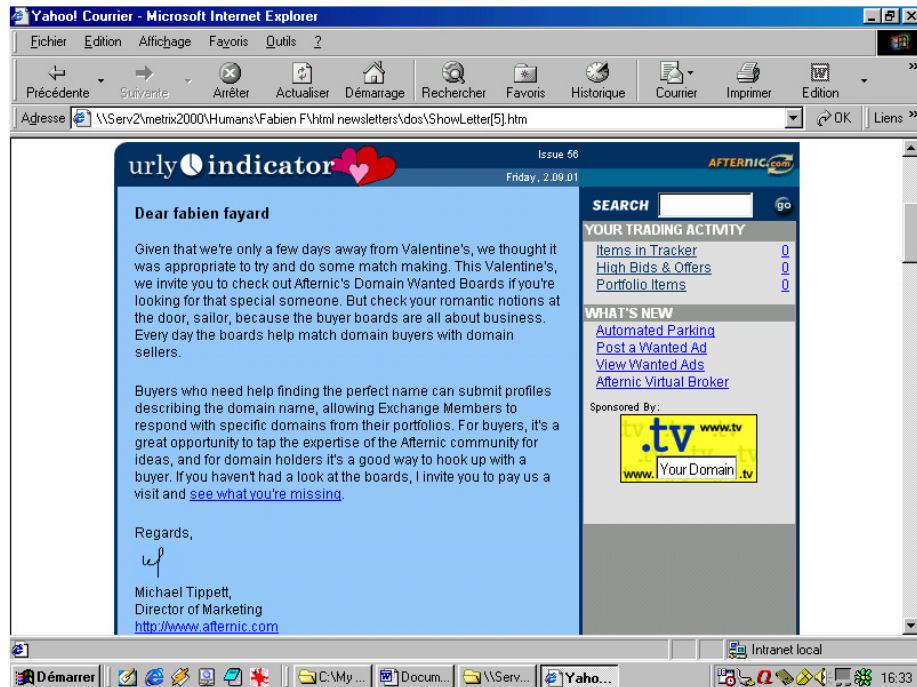 Yahoo! Courrier - Microsoft Internet Explorer
Fichier Edition Affichage Favoris Outils ?
Précédente Suivante Arrêter Actualiser Démarrage Rechercher Favoris Historique Courrier Imprimer Edition »
Adresse \\Serv2\metrix2000\Humans\Fabien F\html newsletters\dos\ShowLetter[5].htm OK Liens »
urly indicator
Issue 56
Friday, 2.09.01
AFTERNIC.com
Dear fabien fayard
Given that we're only a few days away from Valentine's, we thought it
was appropriate to try and do some match making. This Valentine's,
we invite you to check out Afternic's Domain Wanted Boards if you're
looking for that special someone. But check your romantic notions at
the door, sailor, because the buyer boards are all about business.
Every day the boards help match domain buyers with domain
sellers.
Buyers who need help finding the perfect name can submit profiles
describing the domain name, allowing Exchange Members to
respond with specific domains from their portfolios. For buyers, it's a
great opportunity to tap the expertise of the Afternic community for
ideas, and for domain holders it's a good way to hook up with a
buyer. If you haven't had a look at the boards, I invite you to pay us a
visit and see what you're missing.
Regards,
Michael Tippett,
Director of Marketing
http://www.afternic.com
SEARCH go
YOUR TRADING ACTIVITY
Items in Tracker 0
High Bids & Offers 0
Portfolio Items 0
WHAT'S NEW
Automated Parking
Post a Wanted Ad
View Wanted Ads
Afternic Virtual Broker
Sponsored By:
.tv www.tv
www. Your Domain .tv
Intranet local
Démarrer C:\My ... Docum... \\Serv... Yaho... 16:33